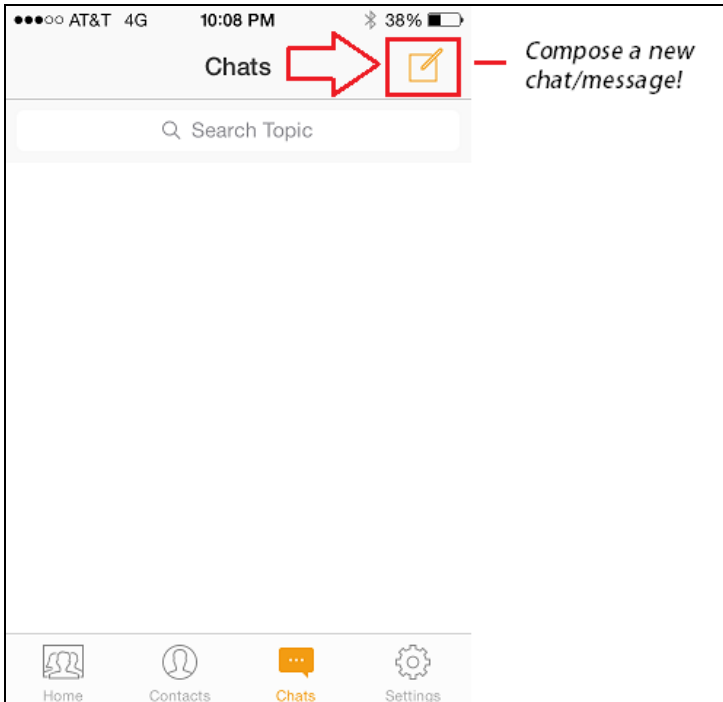 AT&T 4G 10:08 PM 38%
Chats
Compose a new
chat/message!
Search Topic
Home Contacts Chats Settings